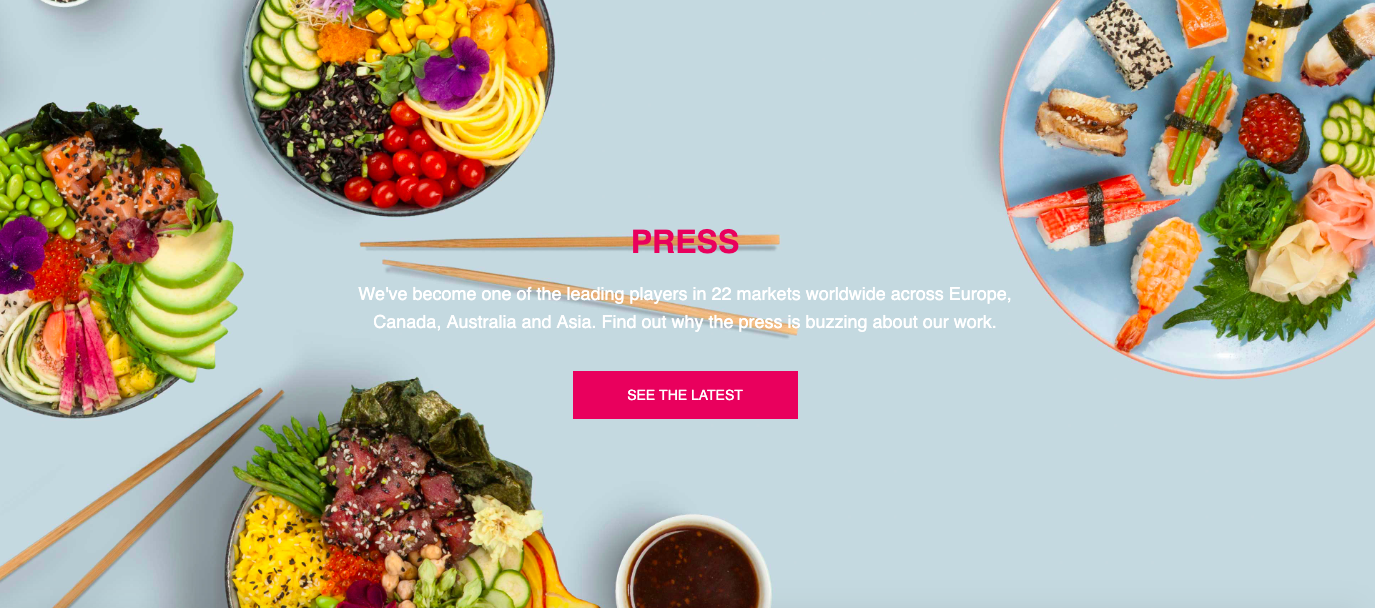 PRESS
We've become one of the leading players in 22 markets worldwide across Europe,
Canada, Australia and Asia. Find out why the press is buzzing about our work.
SEE THE LATEST